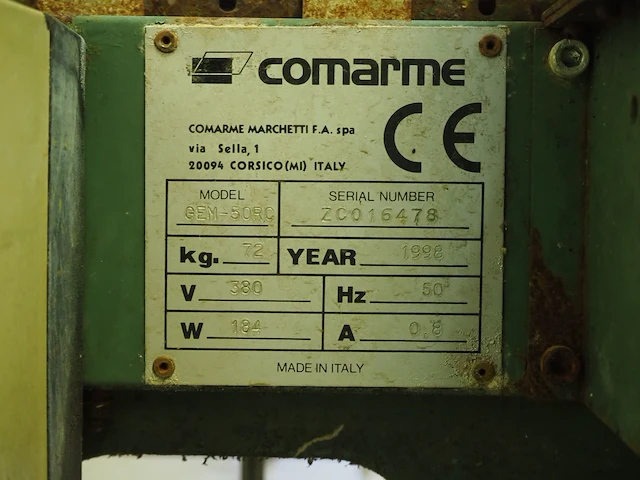 comarme
COMARME MARCHETTI F.A. spa
via Sella, 1
20094 CORSICO (MI) ITALY
CE
MODEL SERIAL NUMBER
GEM-50RC ZC016478
kg. 72 YEAR 1996
V 380 Hz 50
W 184 A 0,8
MADE IN ITALY